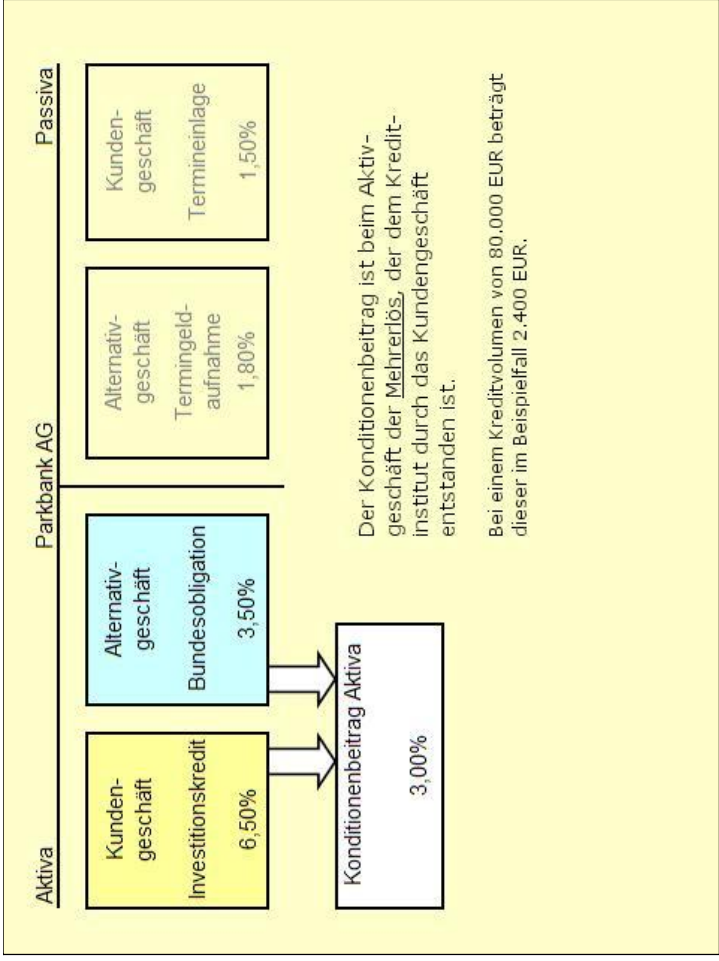 Aktiva
Parkbank AG
Passiva
Kunden-
geschäft
Investitionskredit
6,50%
Alternativ-
geschäft
Bundesobligation
3,50%
Alternativ-
geschäft
Termingeld-
aufnahme
1,80%
Kunden-
geschäft
Termineinlage
1,50%
Konditionenbeitrag Aktiva
3,00%
Der Konditionenbeitrag ist beim Aktiv-
geschäft der Mehrerlös, der dem Kredit-
institut durch das Kundengeschäft
entstanden ist.
Bei einem Kreditvolumen von 80.000 EUR beträgt
dieser im Beispielfall 2.400 EUR.